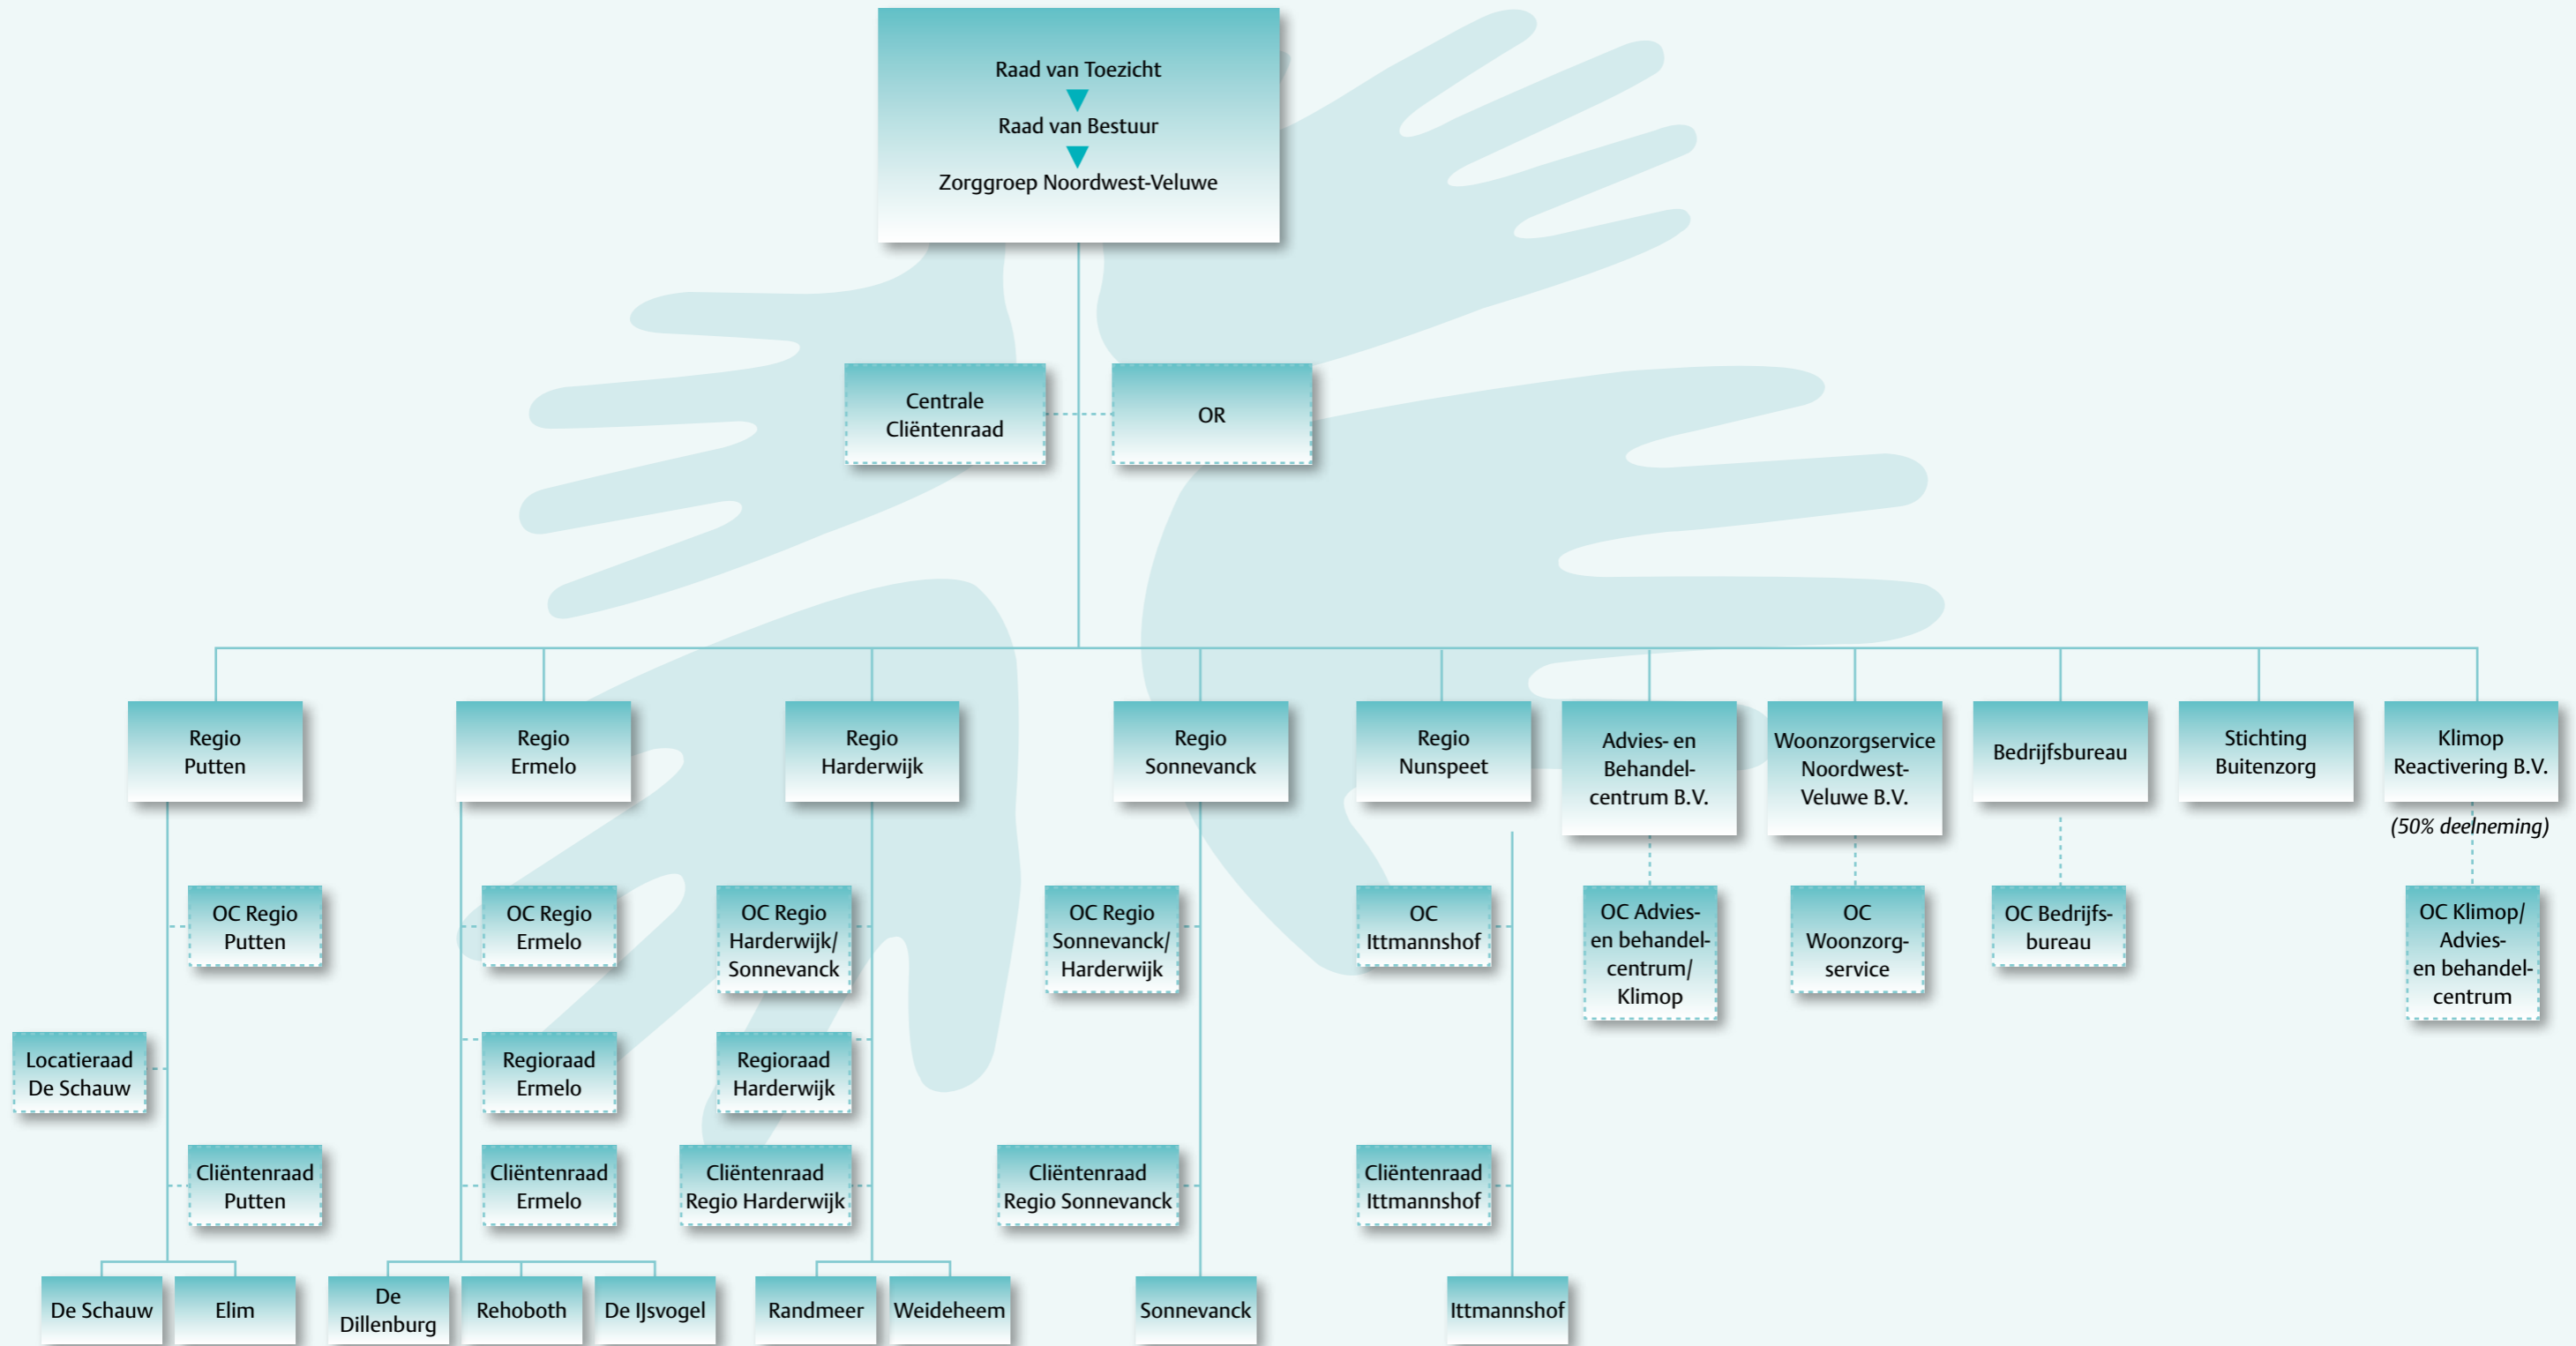 Raad van Toezicht
Raad van Bestuur
Zorggroep Noordwest-Veluwe
Centrale
Cliëntenraad
OR
Regio
Putten
Regio
Ermelo
Regio
Harderwijk
Regio
Sonnevanck
Regio
Nunspeet
Advies- en
Behandel-
centrum B.V.
Woonzorgservice
Noordwest-
Veluwe B.V.
Bedrijfsbureau
Stichting
Buitenzorg
Klimop
Reactivering B.V.
(50% deelneming)
OC Regio
Putten
OC Regio
Ermelo
OC Regio
Harderwijk/
Sonnevanck
OC Regio
Sonnevanck/
Harderwijk
OC
Ittmannshof
OC Advies-
en behandel-
centrum/
Klimop
OC
Woonzorg-
service
OC Bedrijfs-
bureau
OC Klimop/
Advies-
en behandel-
centrum
Locatieraad
De Schauw
Regioraad
Ermelo
Regioraad
Harderwijk
Cliëntenraad
Putten
Cliëntenraad
Ermelo
Cliëntenraad
Regio Harderwijk
Cliëntenraad
Regio Sonnevanck
Cliëntenraad
Ittmannshof
De Schauw
Elim
De
Dillenburg
Rehoboth
De IJsvogel
Randmeer
Weideheem
Sonnevanck
Ittmannshof